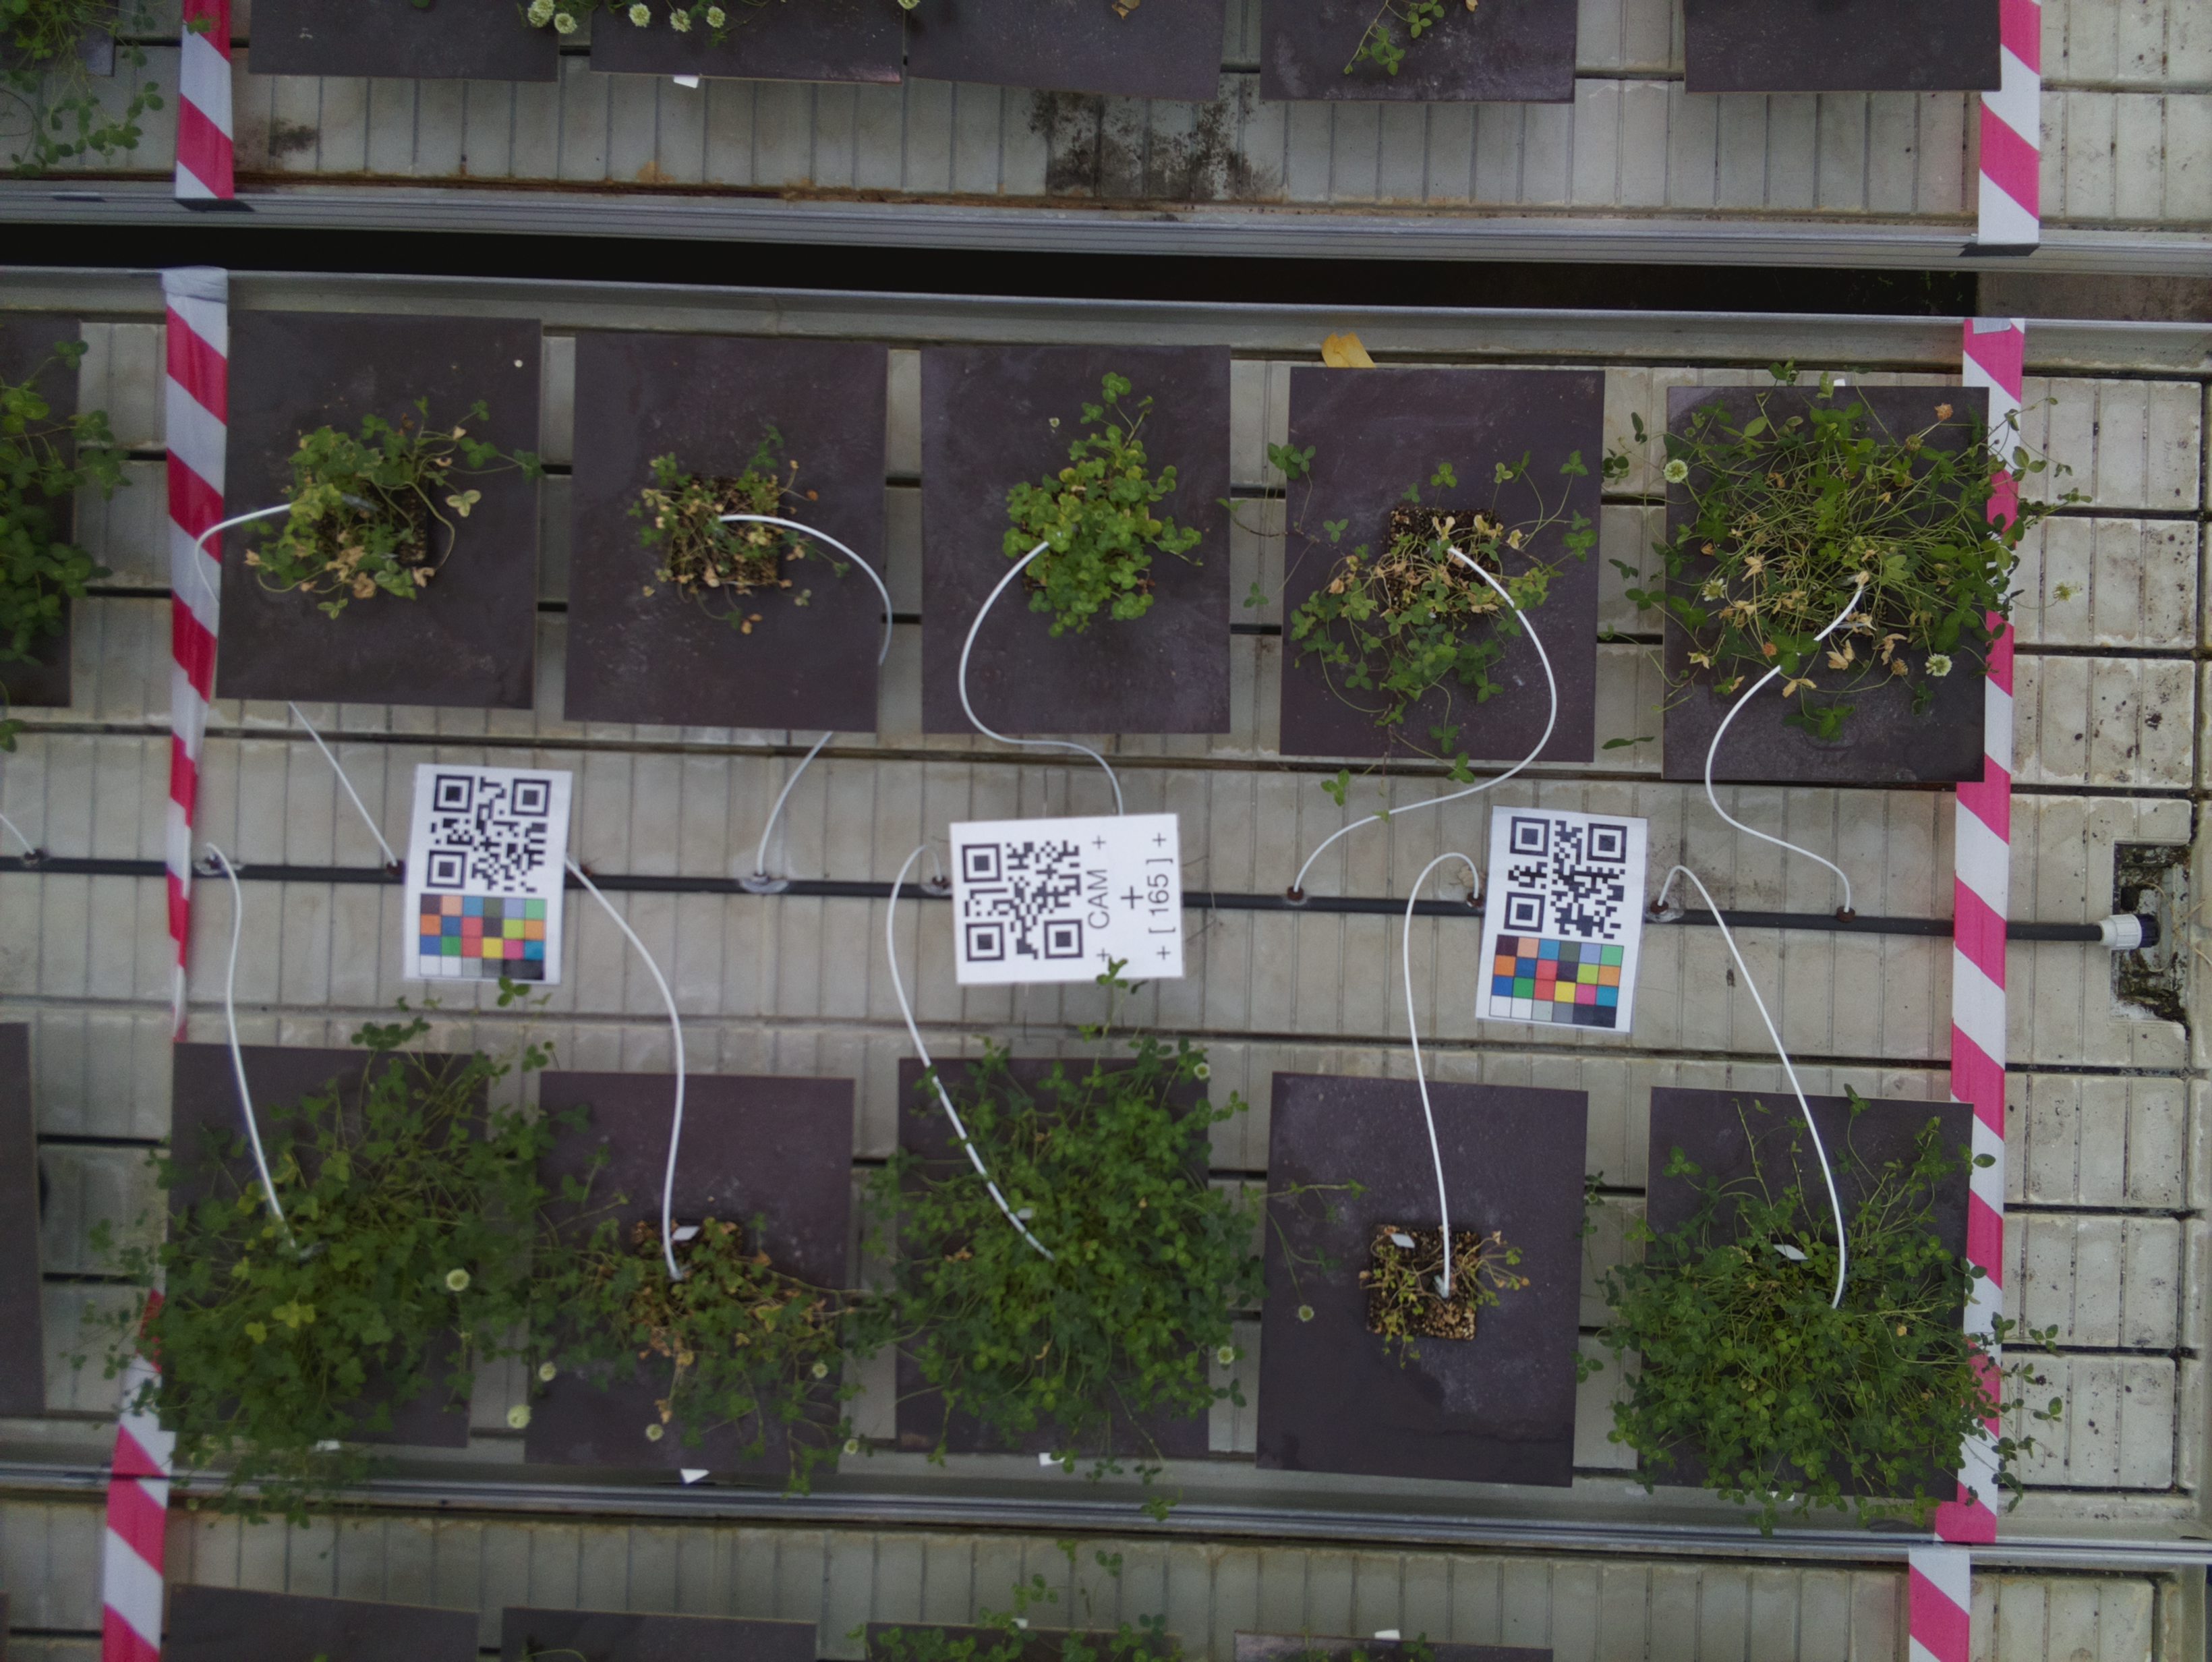 + CAM +
+
+ [ 165 ] +